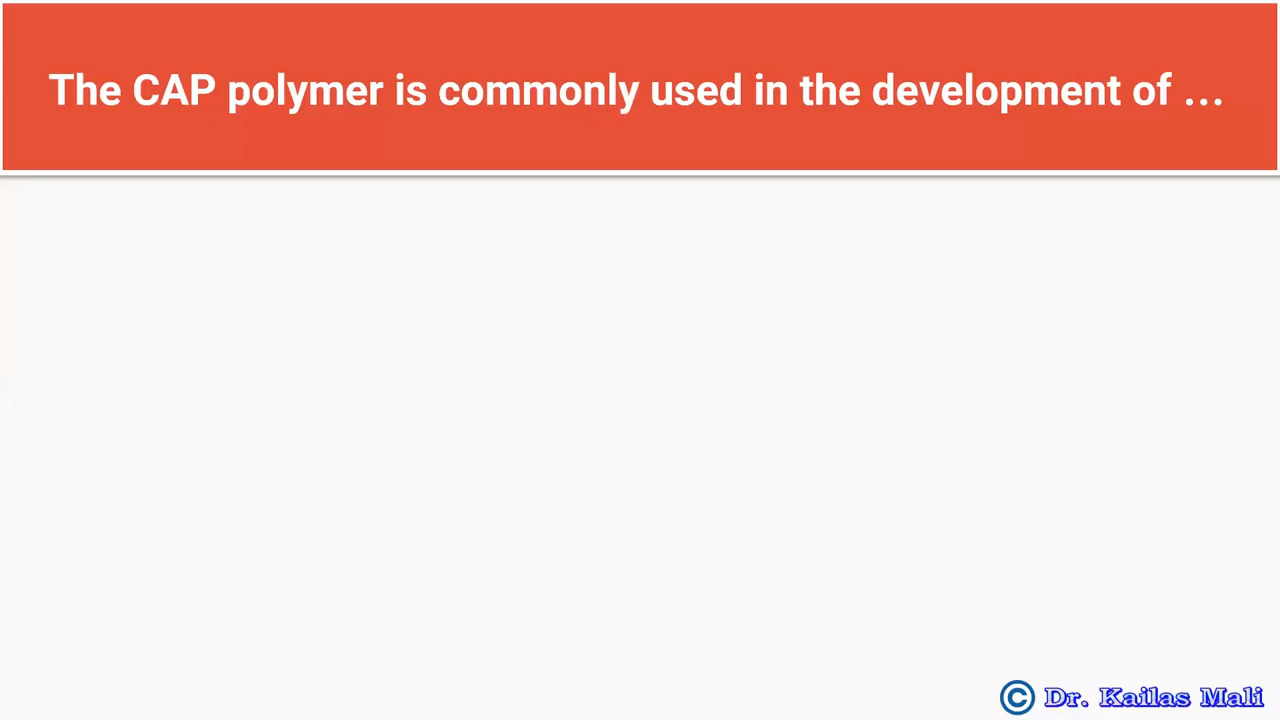 The CAP polymer is commonly used in the development of …
© Dr. Kailas Mali